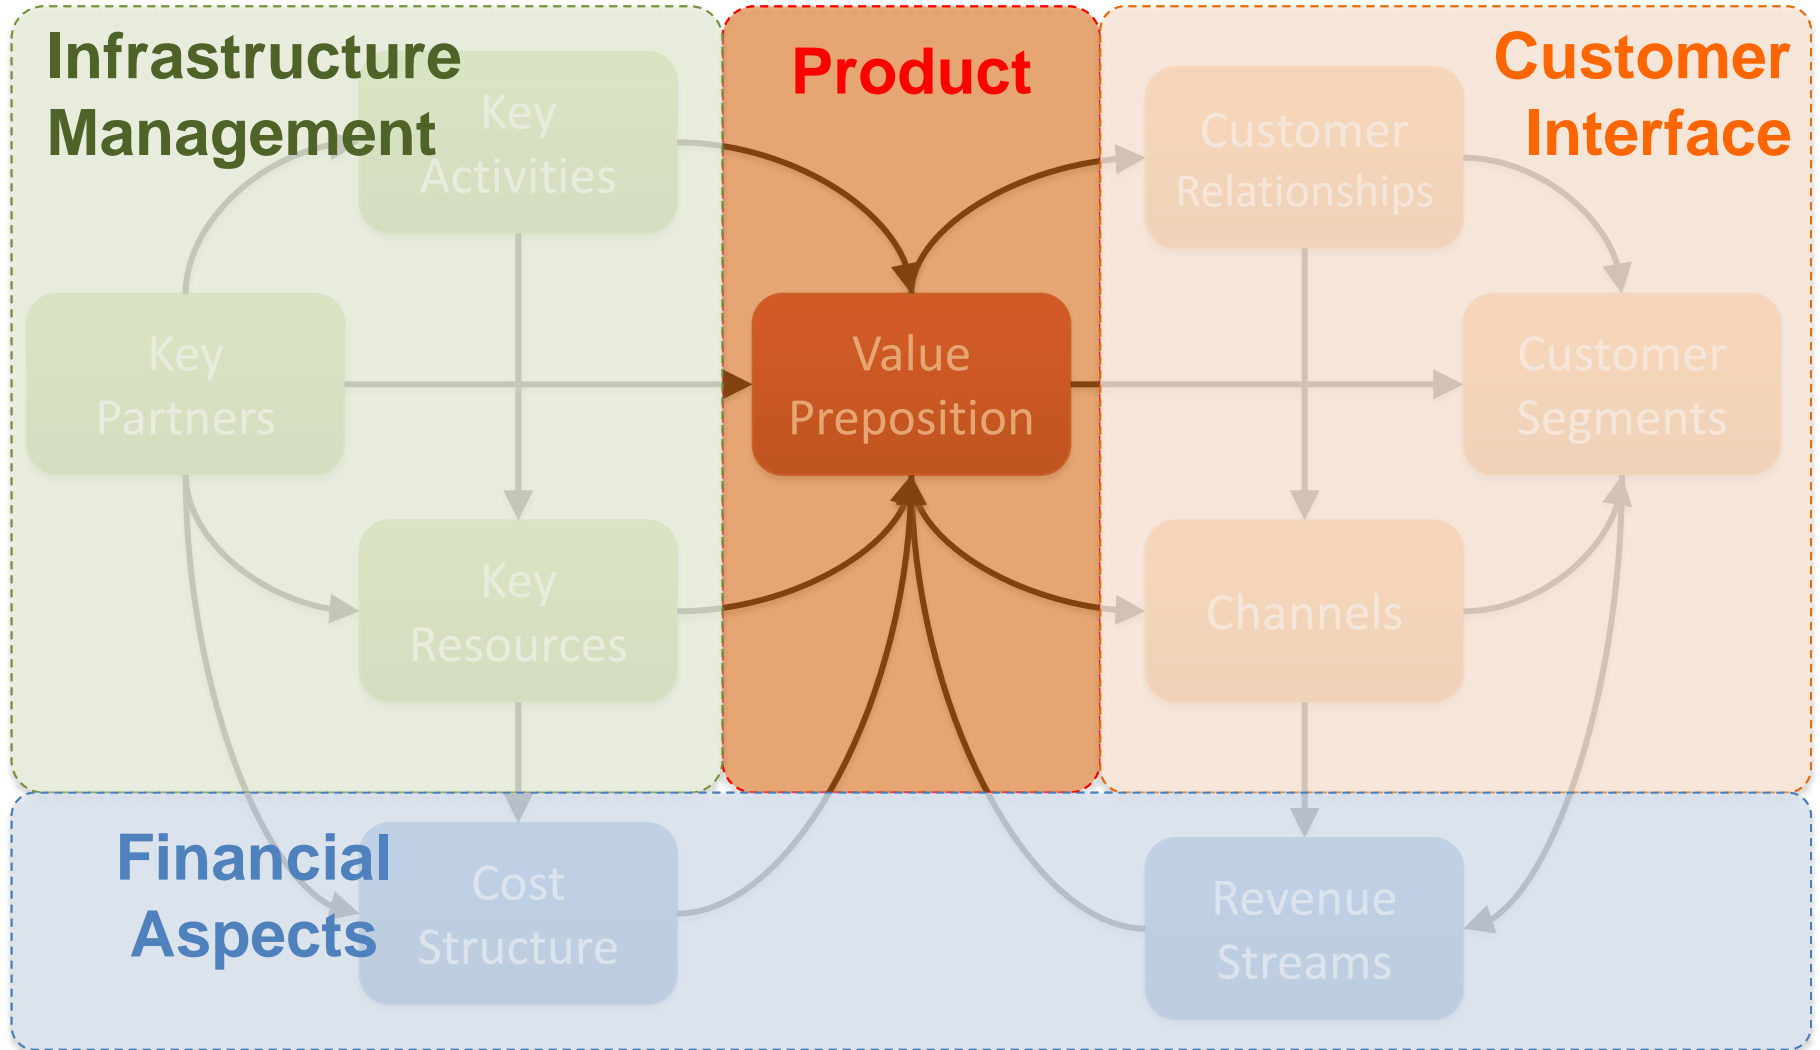 Infrastructure
Management
Product
Customer
Interface
Key
Activities
Customer
Relationships
Key
Partners
Value
Preposition
Customer
Segments
Key
Resources
Channels
Financial
Aspects
Cost
Structure
Revenue
Streams